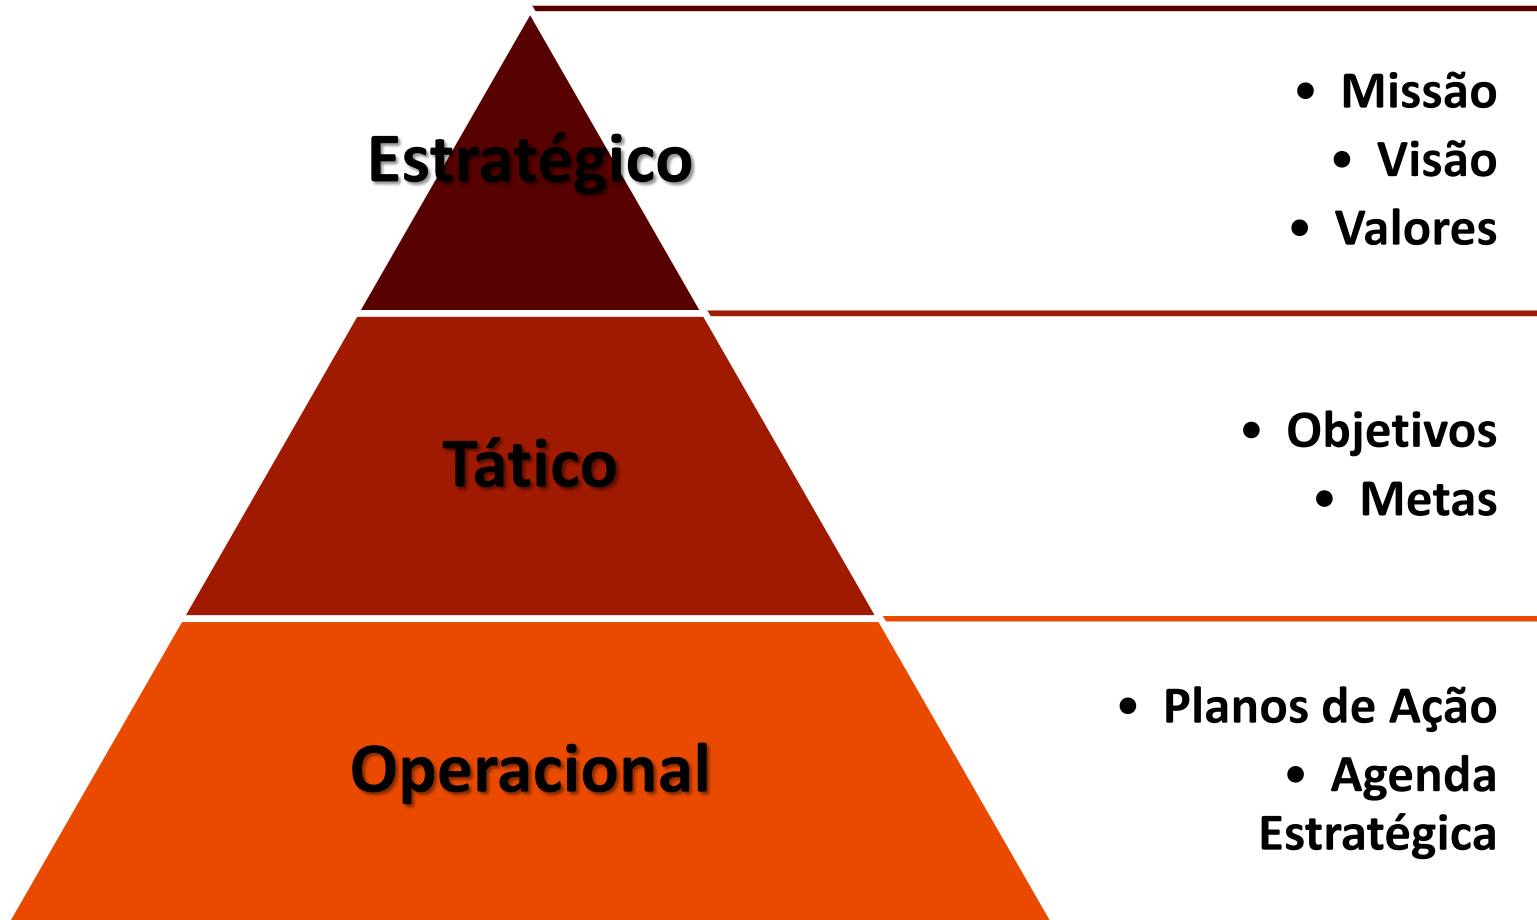 Estratégico
• Missão
• Visão
• Valores
Tático
• Objetivos
• Metas
Operacional
• Planos de Ação
• Agenda
Estratégica